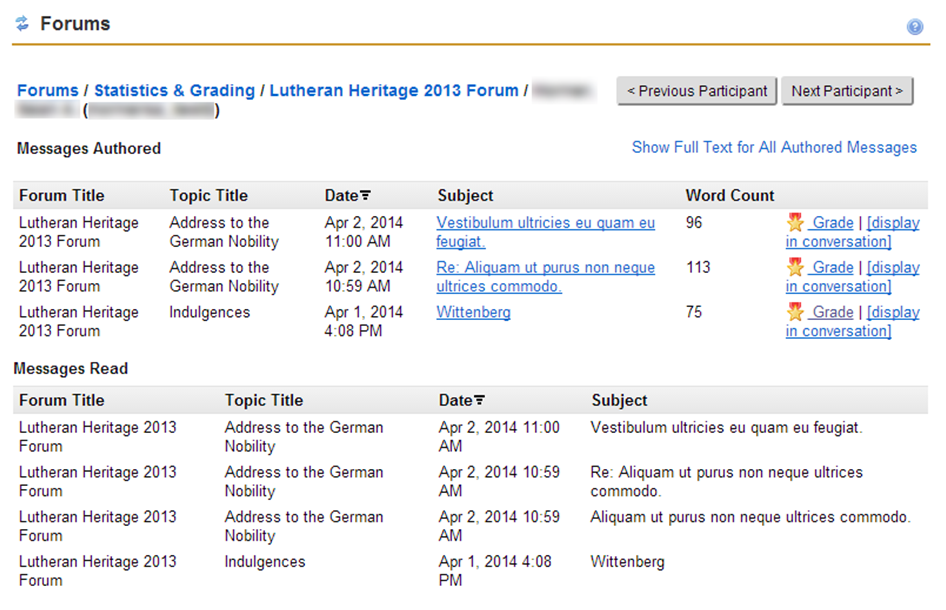 Forums
Forums / Statistics & Grading / Lutheran Heritage 2013 Forum /
( )
< Previous Participant
Next Participant >
Messages Authored
Show Full Text for All Authored Messages
Forum Title Topic Title Date Subject Word Count
Lutheran Heritage Address to the Apr 2, 2014 Vestibulum ultricies eu quam eu 96 Grade | [display
2013 Forum German Nobility 11:00 AM feugiat. in conversation]
Lutheran Heritage Address to the Apr 2, 2014 Re: Aliquam ut purus non neque 113 Grade | [display
2013 Forum German Nobility 10:59 AM ultrices commodo. in conversation]
Lutheran Heritage Indulgences Apr 1, 2014 Wittenberg 75 Grade | [display
2013 Forum 4:08 PM in conversation]
Messages Read
Forum Title Topic Title Date Subject
Lutheran Heritage 2013 Address to the German Apr 2, 2014 11:00 Vestibulum ultricies eu quam eu feugiat.
Forum Nobility AM
Lutheran Heritage 2013 Address to the German Apr 2, 2014 10:59 Re: Aliquam ut purus non neque ultrices
Forum Nobility AM commodo.
Lutheran Heritage 2013 Address to the German Apr 2, 2014 10:59 Aliquam ut purus non neque ultrices commodo.
Forum Nobility AM
Lutheran Heritage 2013 Indulgences Apr 1, 2014 4:08 Wittenberg
Forum PM